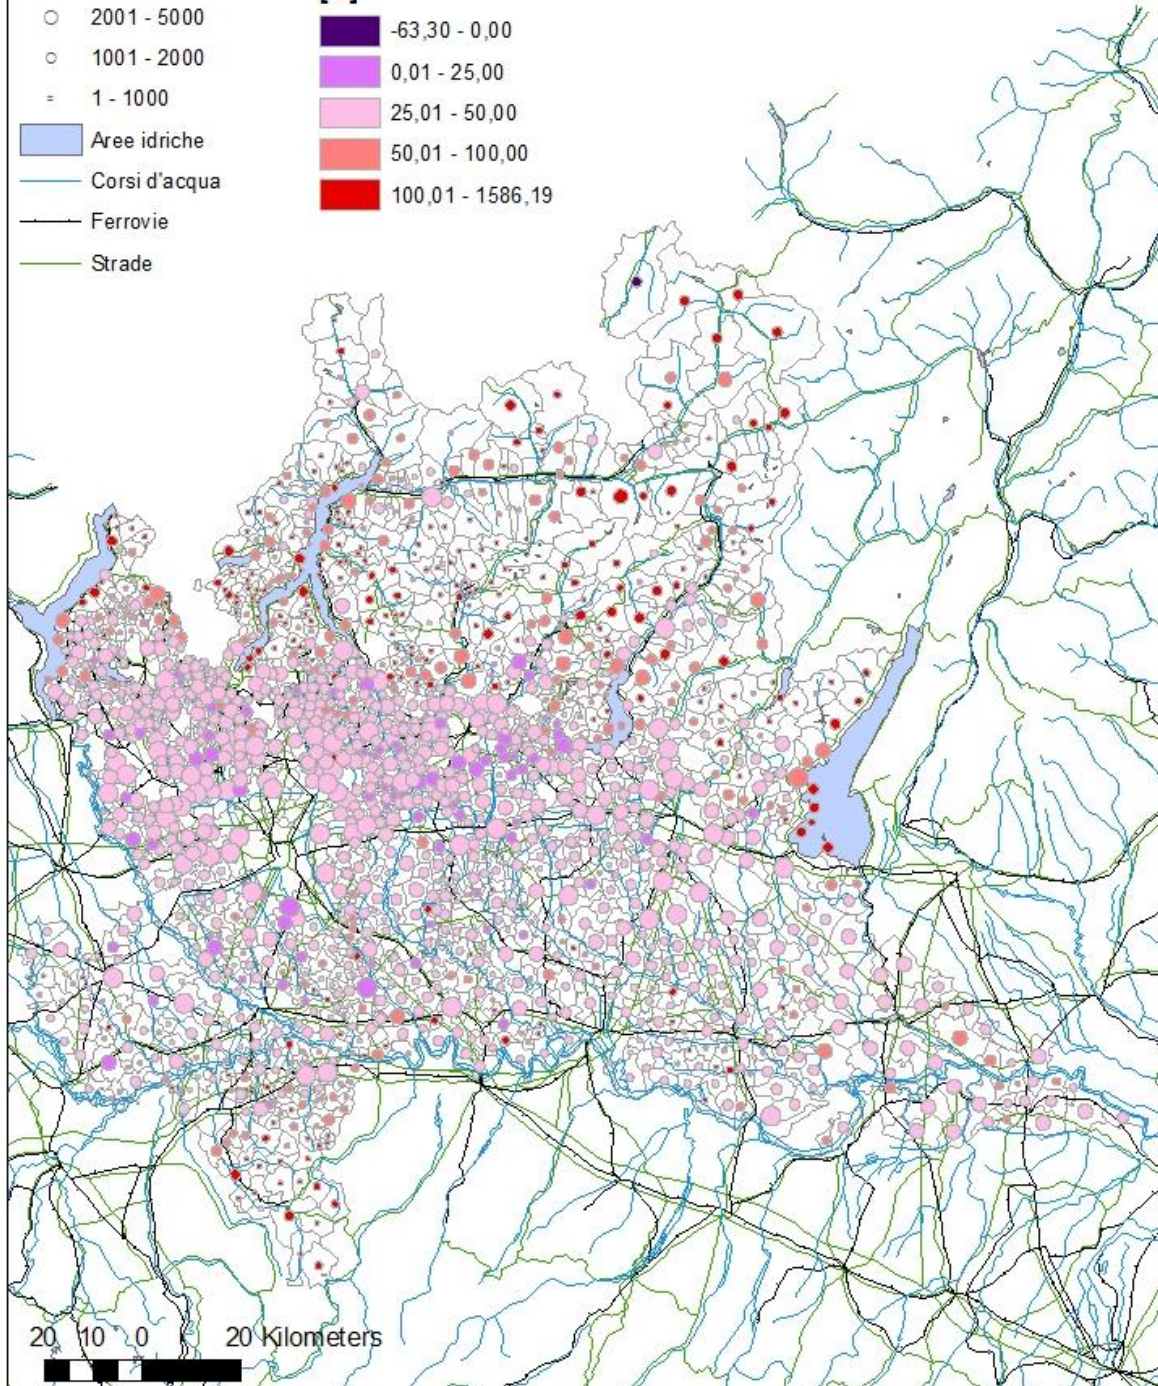 2001 - 5000
1001 - 2000
1 - 1000
Aree idriche
Corsi d'acqua
Ferrovie
Strade
-63,30 - 0,00
0,01 - 25,00
25,01 - 50,00
50,01 - 100,00
100,01 - 1586,19
20 10 0 20 Kilometers